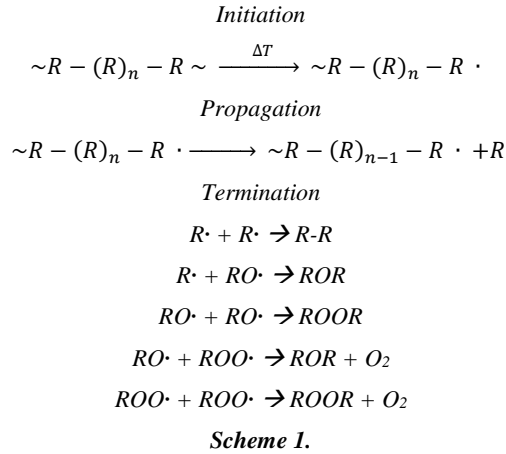 Initiation
~R − (R)ₙ − R ~ ΔT⟶ ~R − (R)ₙ − R ·
Propagation
~R − (R)ₙ − R · ⟶ ~R − (R)ₙ₋₁ − R · +R
Termination
R· + R· → R-R
R· + RO· → ROR
RO· + RO· → ROOR
RO· + ROO· → ROR + O₂
ROO· + ROO· → ROOR + O₂
Scheme 1.